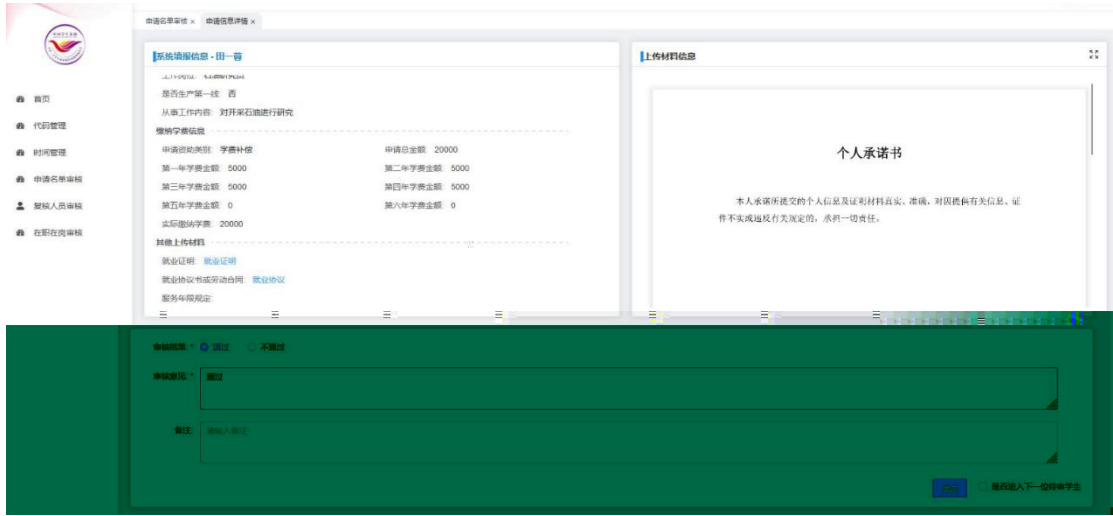 申请名单审核 × 申请信息详情 ×
首页
代码管理
时间管理
申请名单审核
复核人员审核
在职在岗审核
系统填报信息 - 田一蓉
是否生产第一线: 否
从事工作内容: 对开采石油进行研究
缴纳学费信息
申请资助类别: 学费补偿 申请总金额: 20000
第一年学费金额: 5000 第二年学费金额: 5000
第三年学费金额: 5000 第四年学费金额: 5000
第五年学费金额: 0 第六年学费金额: 0
实际缴纳学费: 20000
其他上传材料
就业证明: 就业证明
就业协议书或劳动合同: 就业协议
服务年限规定:
上传材料信息
个人承诺书
本人承诺所提交的个人信息及证明材料真实、准确，对因提供有关信息、证
件不实或违反有关规定的，承担一切责任。
审核结果: * 通过 不通过
审核意见: * 通过
备注: 请输入备注
是否进入下一位待审学生